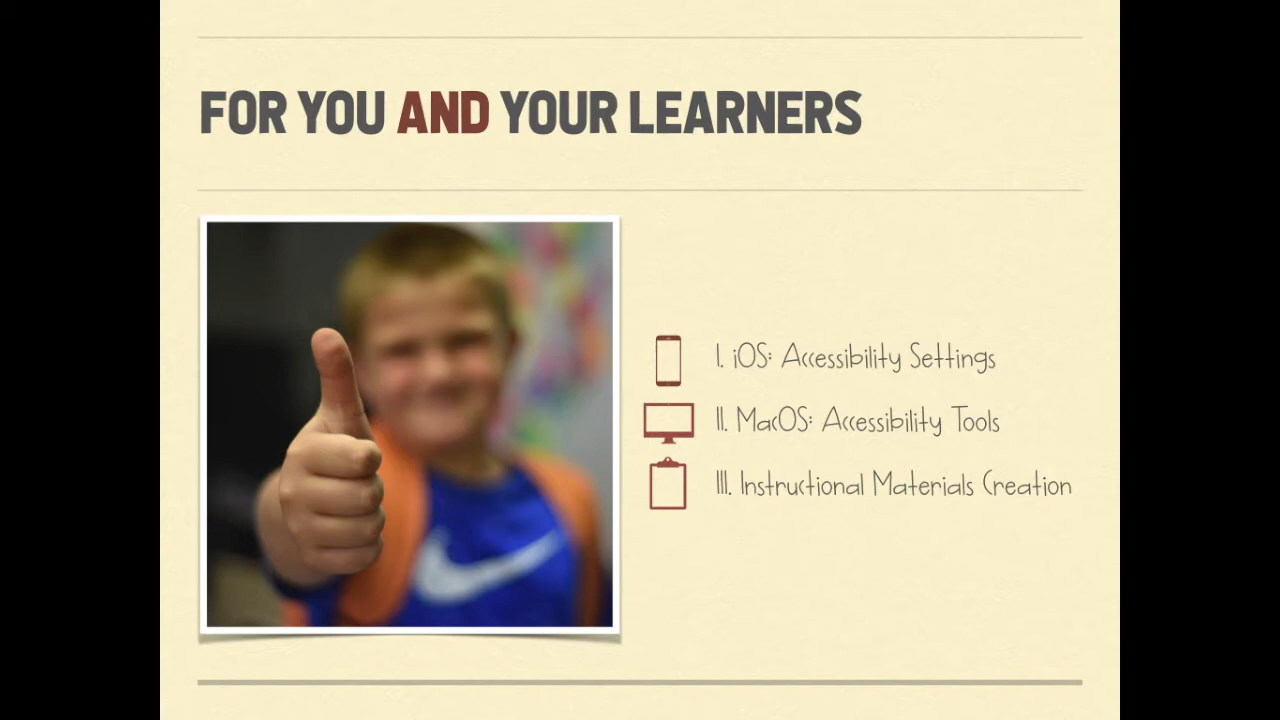 FOR YOU AND YOUR LEARNERS
I. iOS: Accessibility Settings
II. MacOS: Accessibility Tools
III. Instructional Materials Creation